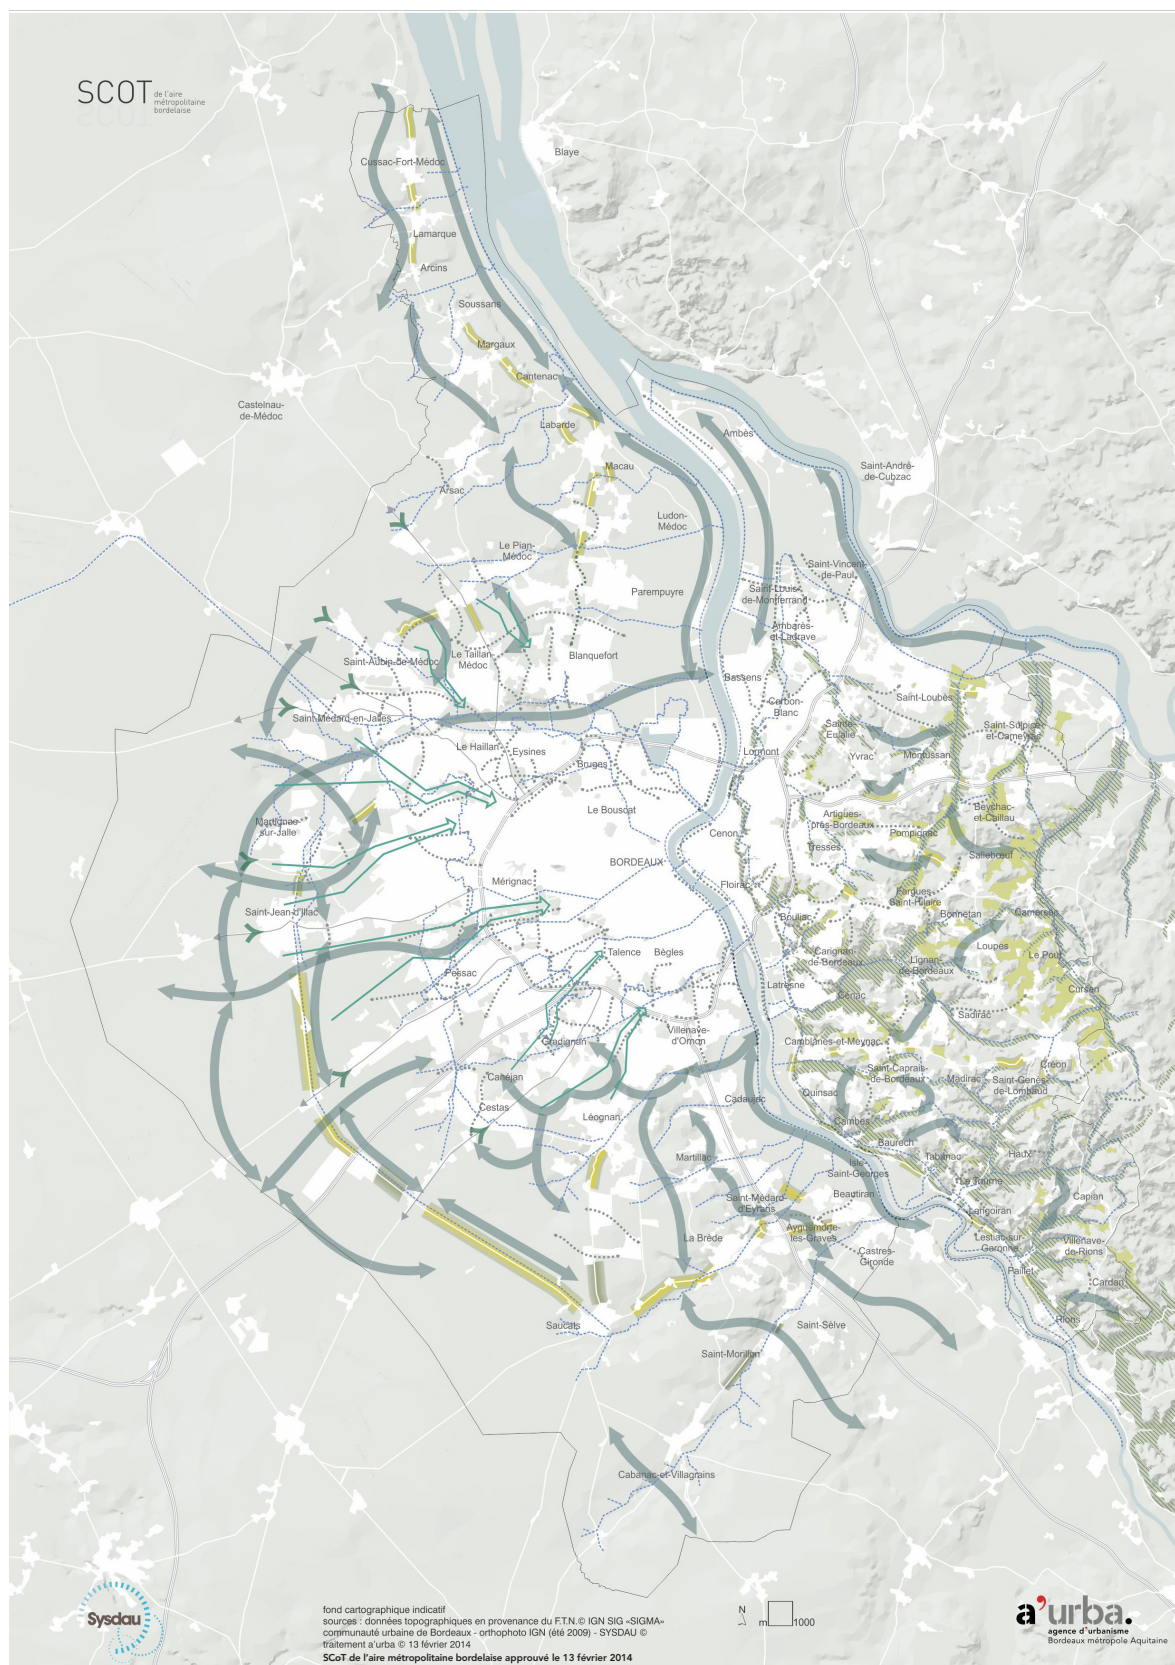 SCOT
de l'aire
métropolitaine
bordelaise
Blaye
Cussac-Fort-Médoc
Lamarque
Arcins
Soussans
Margaux
Cantenac
Castelnau-
de-Médoc
Labarde
Ambès
Macau
Saint-André-
de-Cubzac
Arsac
Ludon-
Médoc
Le Pian-
Médoc
Saint-Vincent-
de-Paul
Parempuyre
Saint-Louis-
de-Montferrand
Ambarès-
et-Lagrave
Le Taillan-
Médoc
Blanquefort
Saint-Aubin-de-Médoc
Bassens
Carbon-
Blanc
Saint-Loubès
Saint-Médard-en-Jalles
Sainte-
Eulalie
Saint-Sulpice-
et-Cameyrac
Le Haillan
Eysines
Lormont
Yvrac
Montussan
Bruges
Le Bouscat
Beychac-
et-Caillau
Martignas-
sur-Jalle
Artigues-
près-Bordeaux
Cenon
Pompignac
Tresses
Salleboeuf
BORDEAUX
Mérignac
Floirac
Fargues-
Saint-Hilaire
Saint-Jean-d'Illac
Bouliac
Bonnetan
Camarsac
Loupes
Talence
Bègles
Carignan-
de-Bordeaux
Lignan-
de-Bordeaux
Le Pout
Pessac
Latresne
Cénac
Cursan
Sadirac
Villenave-
d'Ornon
Gradignan
Camblanes-et-Meynac
Créon
Saint-Caprais-
de-Bordeaux
Madirac
Saint-Genès-
de-Lombaud
Canéjan
Quinsac
Cestas
Cadaujac
Léognan
Cambes
Baurech
Martillac
Tabanac
Haux
Isle-
Saint-Georges
Le Tourne
Saint-Médard
d'Eyrans
Beautiran
Capian
Langoiran
Ayguemorte-
les-Graves
La Brède
Lestiac-sur-
Garonne
Villenave-
de-Rions
Castres-
Gironde
Paillet
Cardan
Rions
Saucats
Saint-Selve
Saint-Morillon
Cabanac-et-Villagrains
Sysdau
fond cartographique indicatif
sources : données topographiques en provenance du F.T.N.© IGN SIG «SIGMA»
communauté urbaine de Bordeaux - orthophoto IGN (été 2009) - SYSDAU ©
traitement a'urba © 13 février 2014
SCoT de l'aire métropolitaine bordelaise approuvé le 13 février 2014
N
m 1000
a'urba.
agence d'urbanisme
Bordeaux métropole Aquitaine